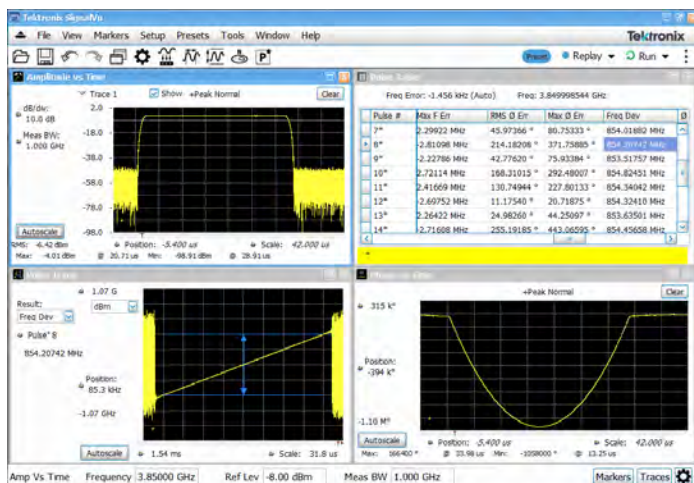 Tektronix SignalVu
File View Markers Setup Presets Tools Window Help
Tektronix
Preset Replay Run
Amplitude vs Time
Trace 1 Show +Peak Normal Clear
dB/div:
10.0 dB
Meas BW:
1.000 GHz
2.0
-18.0
-38.0
-58.0
-78.0
-98.0
Autoscale
Position: -5.400 us Scale: 42.000 us
RMS: -6.42 dBm
Max: -4.01 dBm @ 20.71 us Min: -98.91 dBm @ 28.91 us
Freq Error: -1.456 kHz (Auto) Freq: 3.849998544 GHz
Pulse # Max F Err RMS Ø Err Max Ø Err Freq Dev Ø
7* 2.29922 MHz 45.97366 ° 80.75333 ° 854.01882 MHz
8* -2.81098 MHz 214.18208 ° 371.75885 ° 854.20742 MHz
9* -2.22786 MHz 42.77620 ° 75.93384 ° 853.51757 MHz
10* 2.72114 MHz 168.31015 ° 292.48007 ° 854.82451 MHz
11* 2.41669 MHz 130.74944 ° 227.80133 ° 854.34042 MHz
12* -2.69752 MHz 11.17540 ° 20.71875 ° 854.32410 MHz
13* 2.26422 MHz 24.98260 ° 44.25097 ° 853.63501 MHz
14* -2.71608 MHz 255.19185 ° 443.06595 ° 854.45658 MHz
Pulse Trace
1.07 G
Result:
Freq Dev dBm
Pulse* 8
854.20742 MHz
Position:
85.3 kHz
-1.07 GHz
Autoscale 1.54 ms Scale: 31.8 us
Phase vs Time
+Peak Normal Clear
315 k°
Position:
-394 k°
-1.10 M°
Autoscale Position: -5.400 us Scale: 42.000 us
Max: 166400 ° @ 33.98 us Min: -1058000 ° @ 13.25 us
Amp Vs Time Frequency 3.85000 GHz Ref Lev -8.00 dBm Meas BW 1.000 GHz Markers Traces